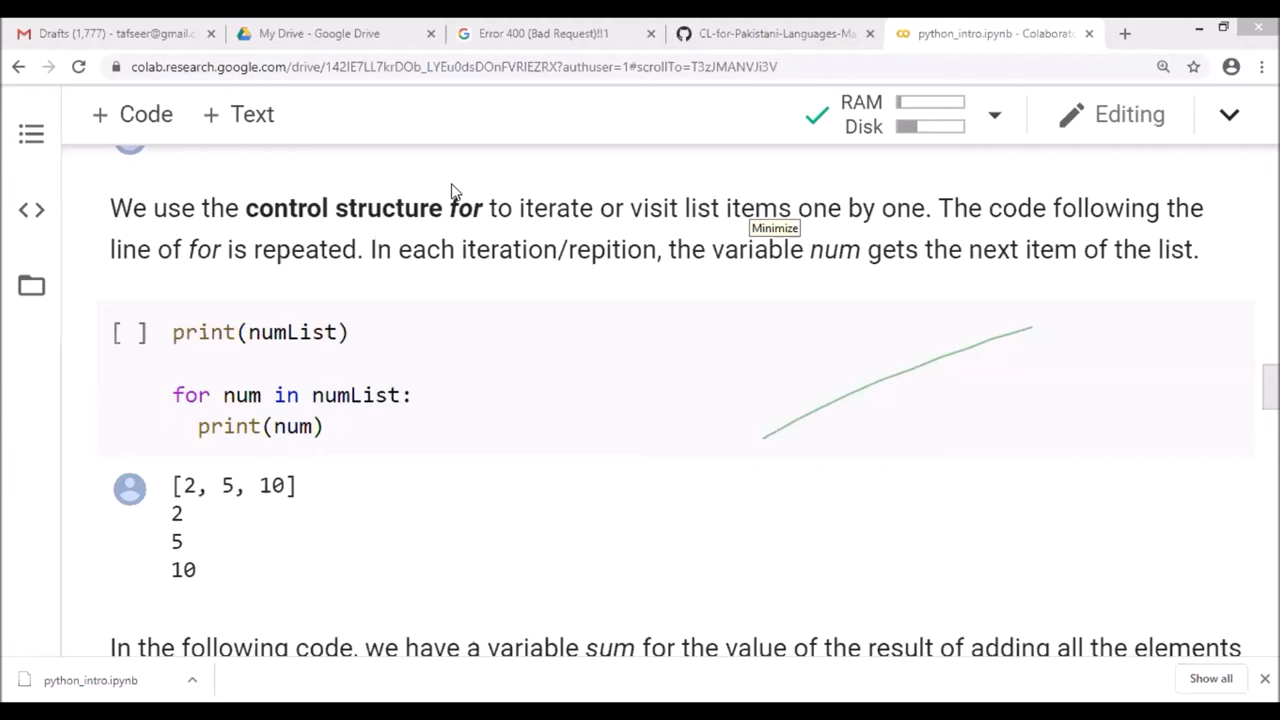 Drafts (1,777) - tafseer@gmail.c
My Drive - Google Drive
Error 400 (Bad Request)!!1
CL-for-Pakistani-Languages-Ma
python_intro.ipynb - Colaborato
colab.research.google.com/drive/142IE7LL7krDOb_LYEu0dsDOnFVRIEZRX?authuser=1#scrollTo=T3zJMANVJi3V
+ Code + Text
RAM
Disk
Editing
We use the control structure for to iterate or visit list items one by one. The code following the
Minimize
line of for is repeated. In each iteration/repition, the variable num gets the next item of the list.
[ ] print(numList)
for num in numList:
print(num)
[2, 5, 10]
2
5
10
In the following code, we have a variable sum for the value of the result of adding all the elements
python_intro.ipynb
Show all